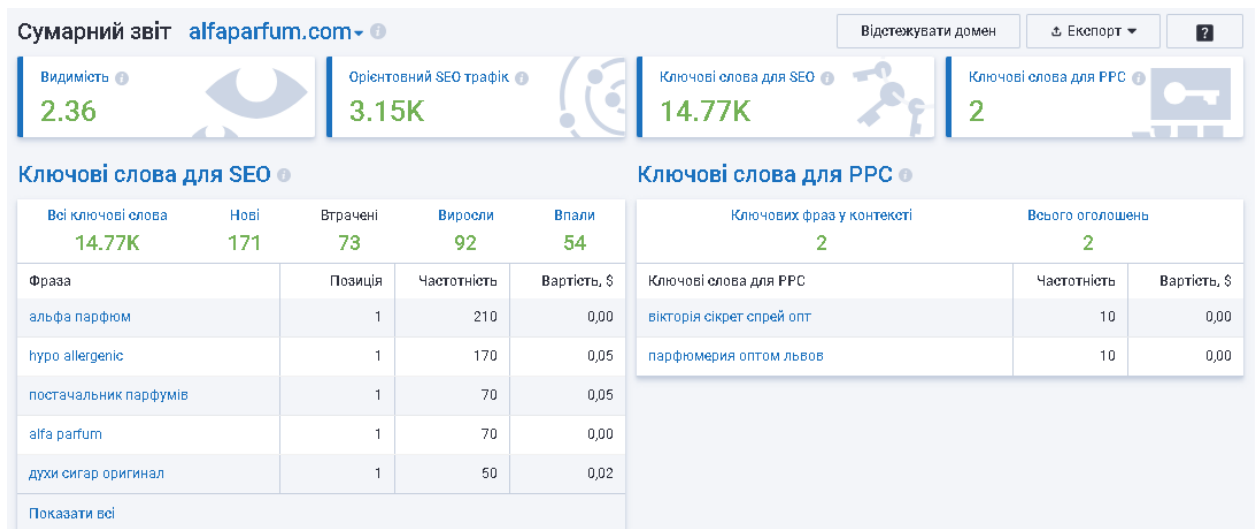 Сумарний звіт alfaparfum.com
Відстежувати домен
Експорт
?
Видимість
2.36
Орієнтовний SEO трафік
3.15K
Ключові слова для SEO
14.77K
Ключові слова для PPC
2
Ключові слова для SEO
Всі ключові слова Нові Втрачені Виросли Впали
14.77K 171 73 92 54
Фраза Позиція Частотність Вартість, $
альфа парфюм 1 210 0,00
hypo allergenic 1 170 0,05
постачальник парфумів 1 70 0,05
alfa parfum 1 70 0,00
духи сигар оригинал 1 50 0,02
Показати всі
Ключові слова для PPC
Ключових фраз у контексті Всього оголошень
2 2
Ключові слова для PPC Частотність Вартість, $
вікторія сікрет спрей опт 10 0,00
парфюмерия оптом львов 10 0,00